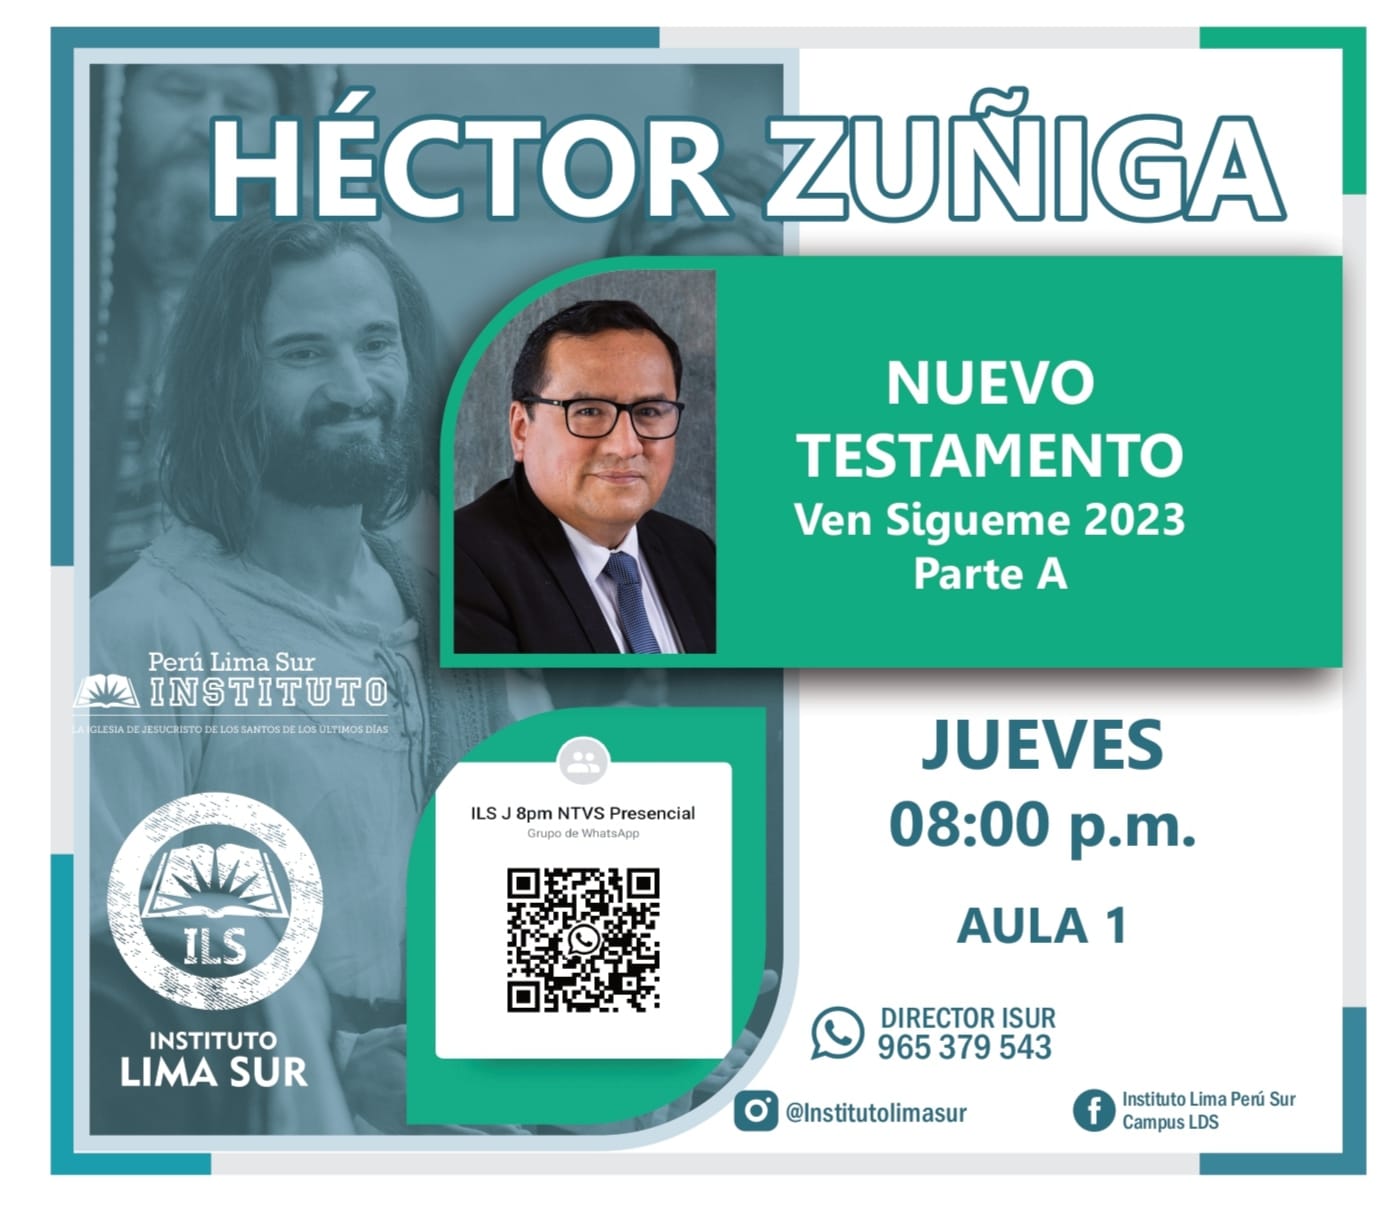 HÉCTOR ZUÑIGA
NUEVO
TESTAMENTO
Ven Sigueme 2023
Parte A
Perú Lima Sur
INSTITUTO
LA IGLESIA DE JESUCRISTO DE LOS SANTOS DE LOS ÚLTIMOS DÍAS
ILS
INSTITUTO
LIMA SUR
ILS J 8pm NTVS Presencial
Grupo de WhatsApp
JUEVES
08:00 p.m.
AULA 1
DIRECTOR ISUR
965 379 543
@Institutolimasur
Instituto Lima Perú Sur
Campus LDS